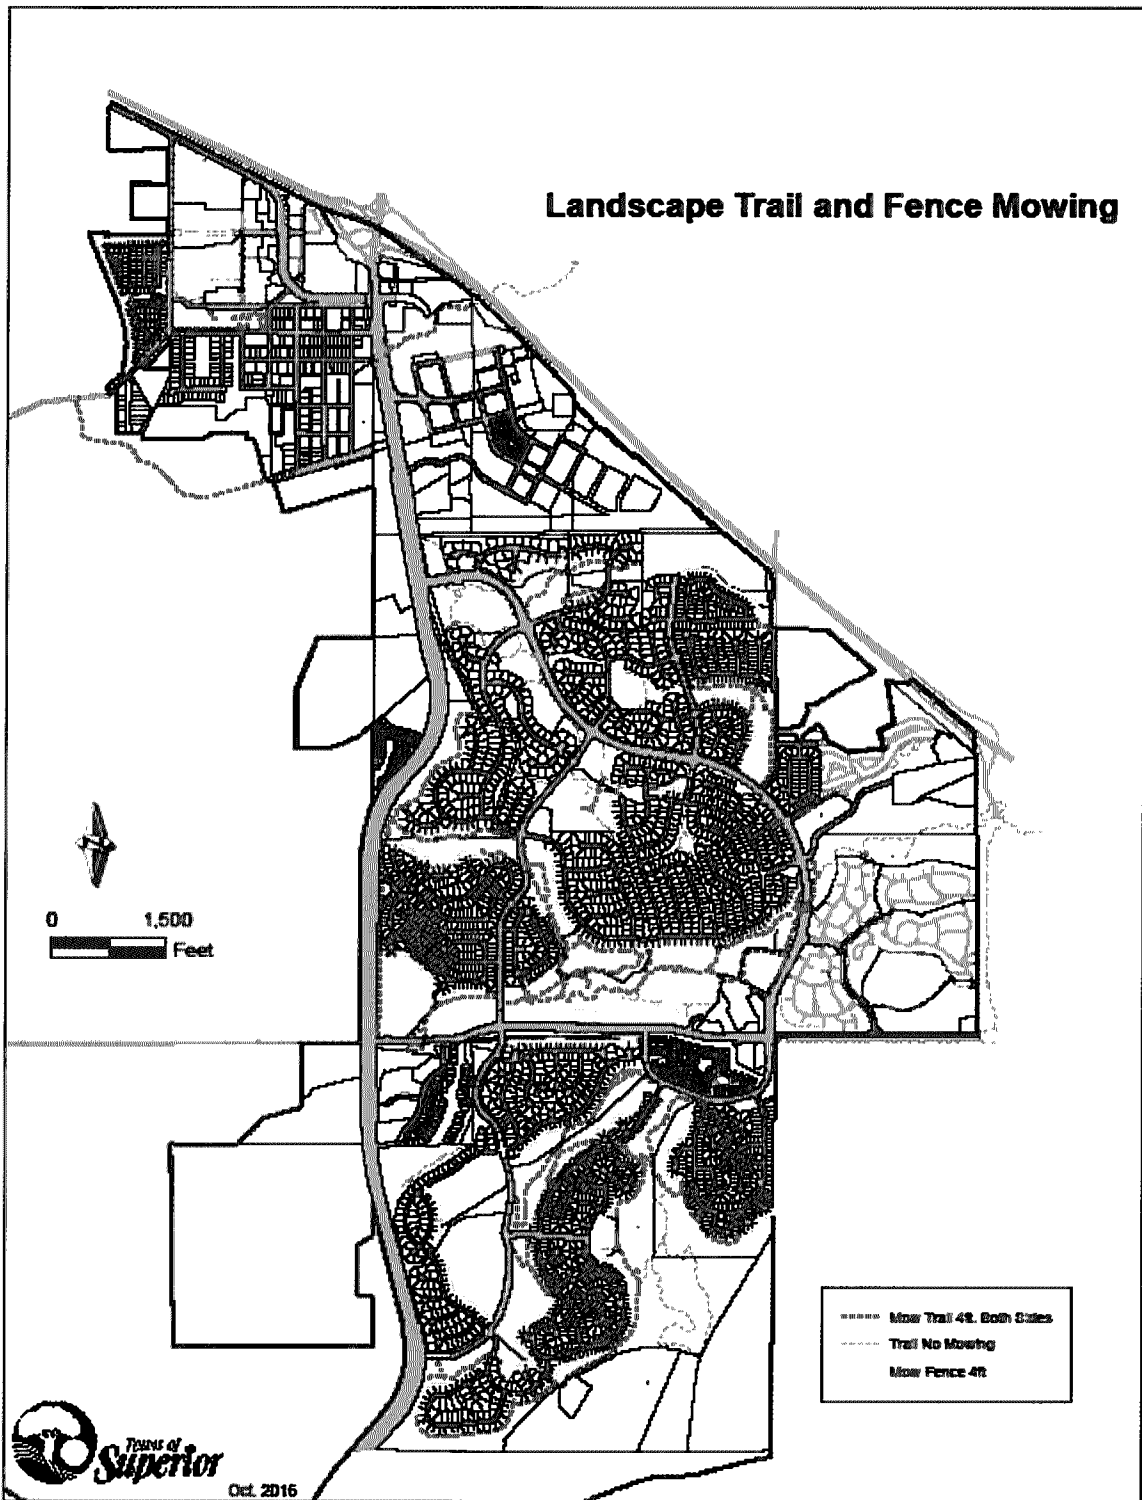 Landscape Trail and Fence Mowing
0 1,500
Feet
Mow Trail 4ft. Both Sides
Trail No Mowing
Mow Fence 4ft
Town of
Superior
Oct. 2015